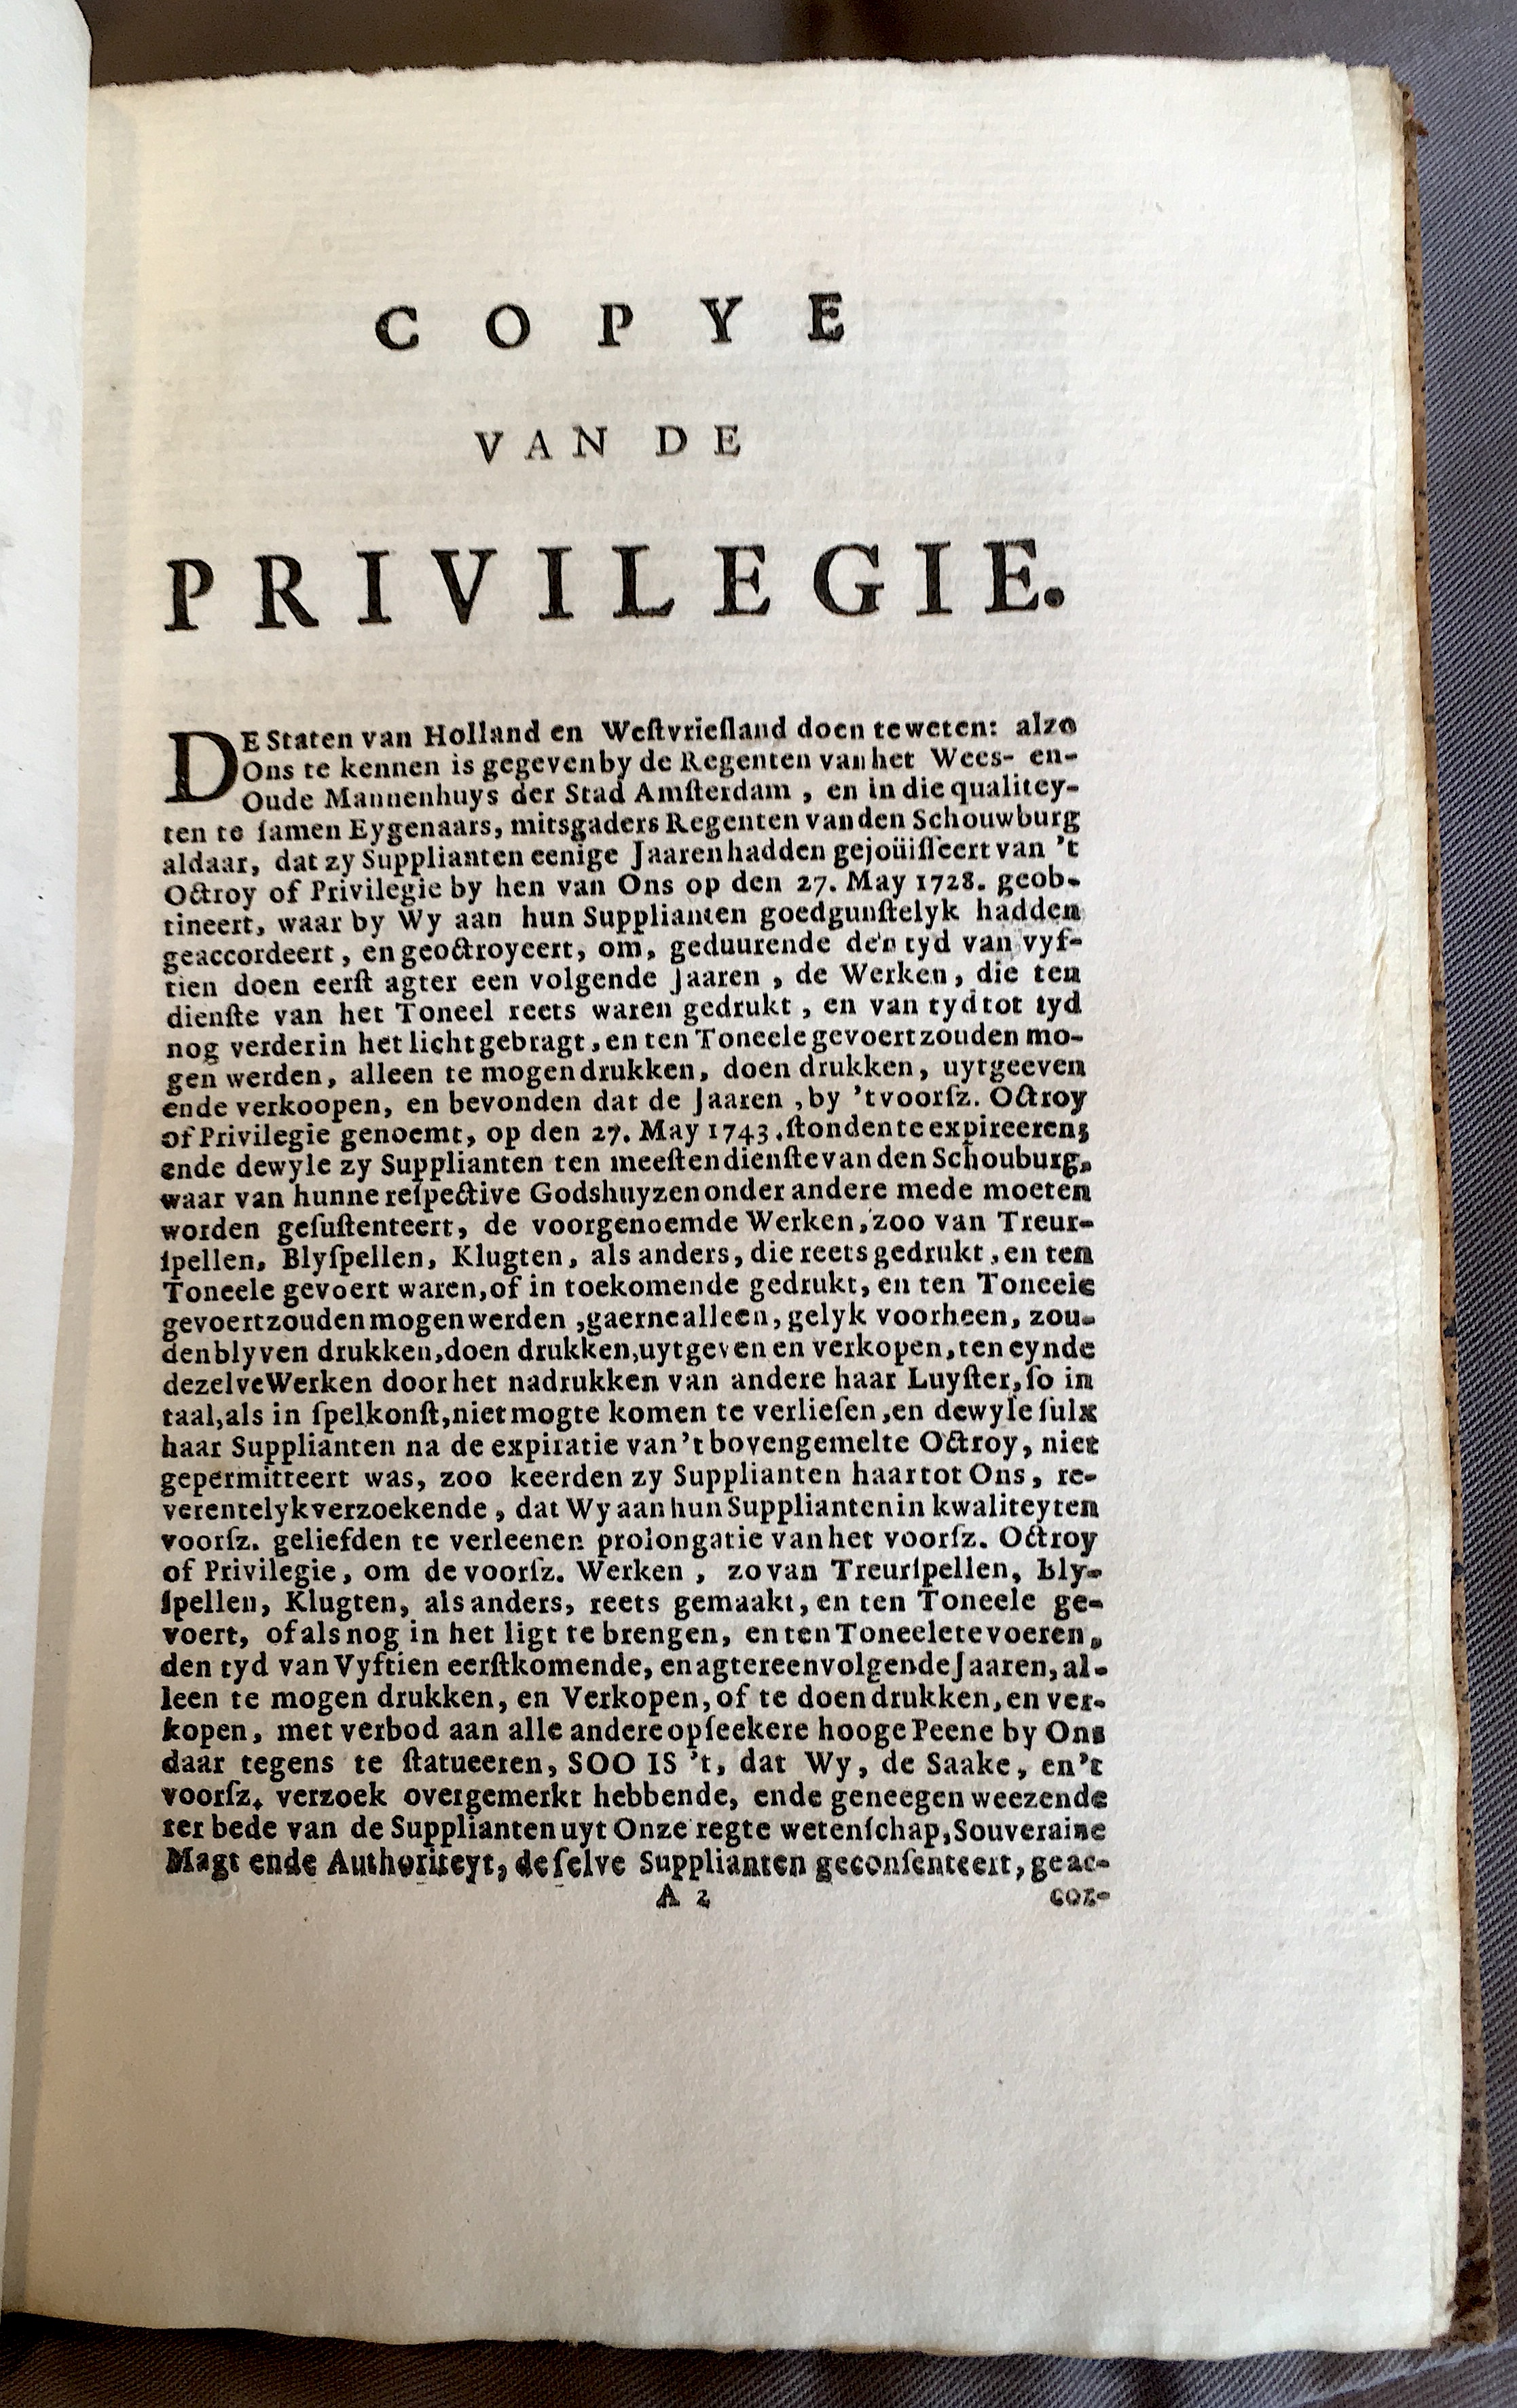 COPYE
VAN DE
PRIVILEGIE.
DE Staten van Holland en Weſtvrieſland doen te weten: alzo
Ons te kennen is gegeven by de Regenten van het Wees- en-
Oude Mannenhuys der Stad Amſterdam, en in die qualitey-
ten te ſamen Eygenaars, mitsgaders Regenten van den Schouwburg
aldaar, dat zy Supplianten eenige Jaaren hadden gejoüiſſeert van 't
Octroy of Privilegie by hen van Ons op den 27. May 1728. geob-
tineert, waar by Wy aan hun Supplianten goedgunſtelyk hadden
geaccordeert, en geoctroyeert, om, geduurende den tyd van vyf-
tien doen eerſt agter een volgende Jaaren, de Werken, die ten
dienſte van het Toneel reets waren gedrukt, en van tyd tot tyd
nog verder in het licht gebragt, en ten Toneele gevoert zouden mo-
gen werden, alleen te mogen drukken, doen drukken, uytgeeven
ende verkoopen, en bevonden dat de Jaaren, by 't voorſz. Octroy
of Privilegie genoemt, op den 27. May 1743. ſtonden te expireeren;
ende dewyle zy Supplianten ten meeſten dienſte van den Schouburg,
waar van hunne reſpective Godshuyzen onder andere mede moeten
worden geſuſtenteert, de voorgenoemde Werken, zoo van Treur-
ſpellen, Blyſpellen, Klugten, als anders, die reets gedrukt, en ten
Toneele gevoert waren, of in toekomende gedrukt, en ten Toneele
gevoert zouden mogen werden, gaerne alleen, gelyk voorheen, zou-
den blyven drukken, doen drukken, uytgeven en verkopen, ten eynde
dezelve Werken door het nadrukken van andere haar Luyſter, ſo in
taal, als in ſpelkonſt, niet mogte komen te verlieſen, en dewyle ſulx
haar Supplianten na de expiratie van 't bovengemelte Octroy, niet
gepermitteert was, zoo keerden zy Supplianten haar tot Ons, re-
verentelyk verzoekende, dat Wy aan hun Supplianten in kwaliteyten
voorſz. geliefden te verleenen prolongatie van het voorſz. Octroy
of Privilegie, om de voorſz. Werken, zo van Treurſpellen, Bly-
ſpellen, Klugten, als anders, reets gemaakt, en ten Toneele ge-
voert, of als nog in het ligt te brengen, en ten Toneele te voeren,
den tyd van Vyftien eerſtkomende, en agter een volgende Jaaren, al-
leen te mogen drukken, en Verkopen, of te doen drukken, en ver-
kopen, met verbod aan alle andere op ſeekere hooge Peene by Ons
daar tegens te ſtatueeren, SOO IS 't, dat Wy, de Saake, en 't
voorſz. verzoek overgemerkt hebbende, ende geneegen weezende
ter bede van de Supplianten uyt Onze regte wetenſchap, Souveraine
Magt ende Authoriteyt, de ſelve Supplianten geconſenteert, geac-
A 2 cor-